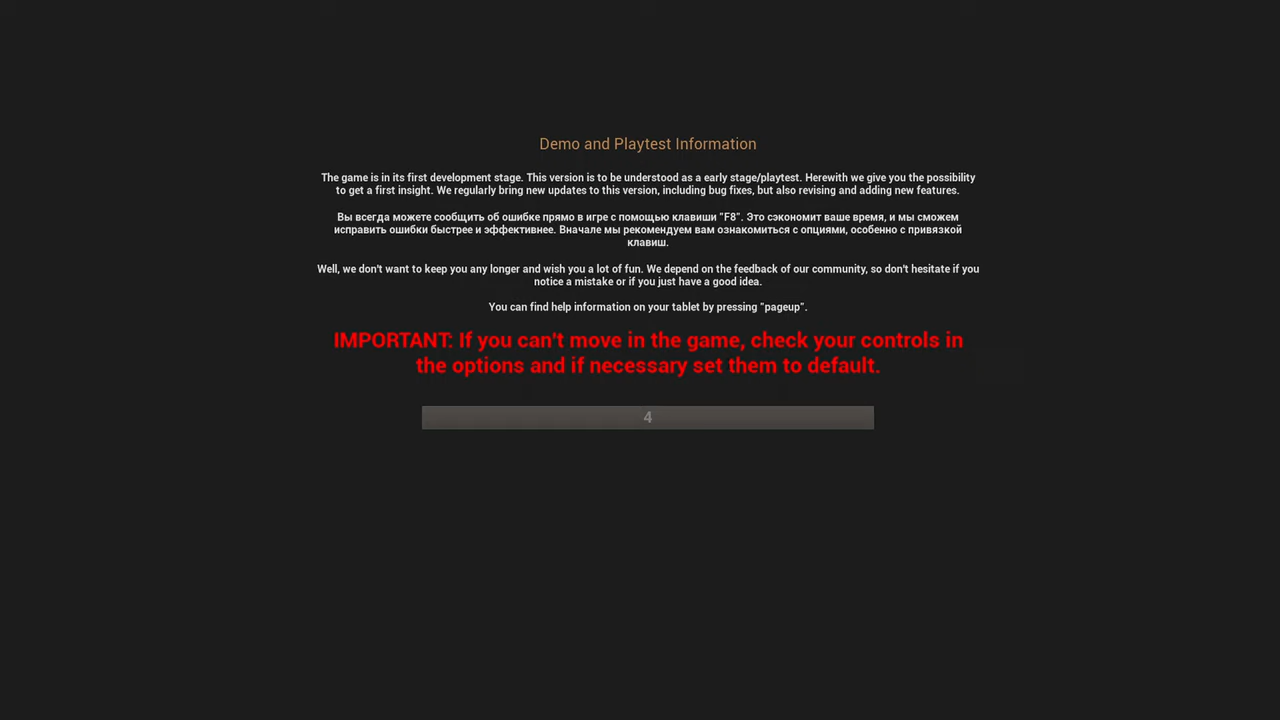 Demo and Playtest Information
The game is in its first development stage. This version is to be understood as a early stage/playtest. Herewith we give you the possibility
to get a first insight. We regularly bring new updates to this version, including bug fixes, but also revising and adding new features.
Вы всегда можете сообщить об ошибке прямо в игре с помощью клавиши "F8". Это сэкономит ваше время, и мы сможем
исправить ошибки быстрее и эффективнее. Вначале мы рекомендуем вам ознакомиться с опциями, особенно с привязкой
клавиш.
Well, we don't want to keep you any longer and wish you a lot of fun. We depend on the feedback of our community, so don't hesitate if you
notice a mistake or if you just have a good idea.
You can find help information on your tablet by pressing "pageup".
IMPORTANT: If you can't move in the game, check your controls in
the options and if necessary set them to default.
4